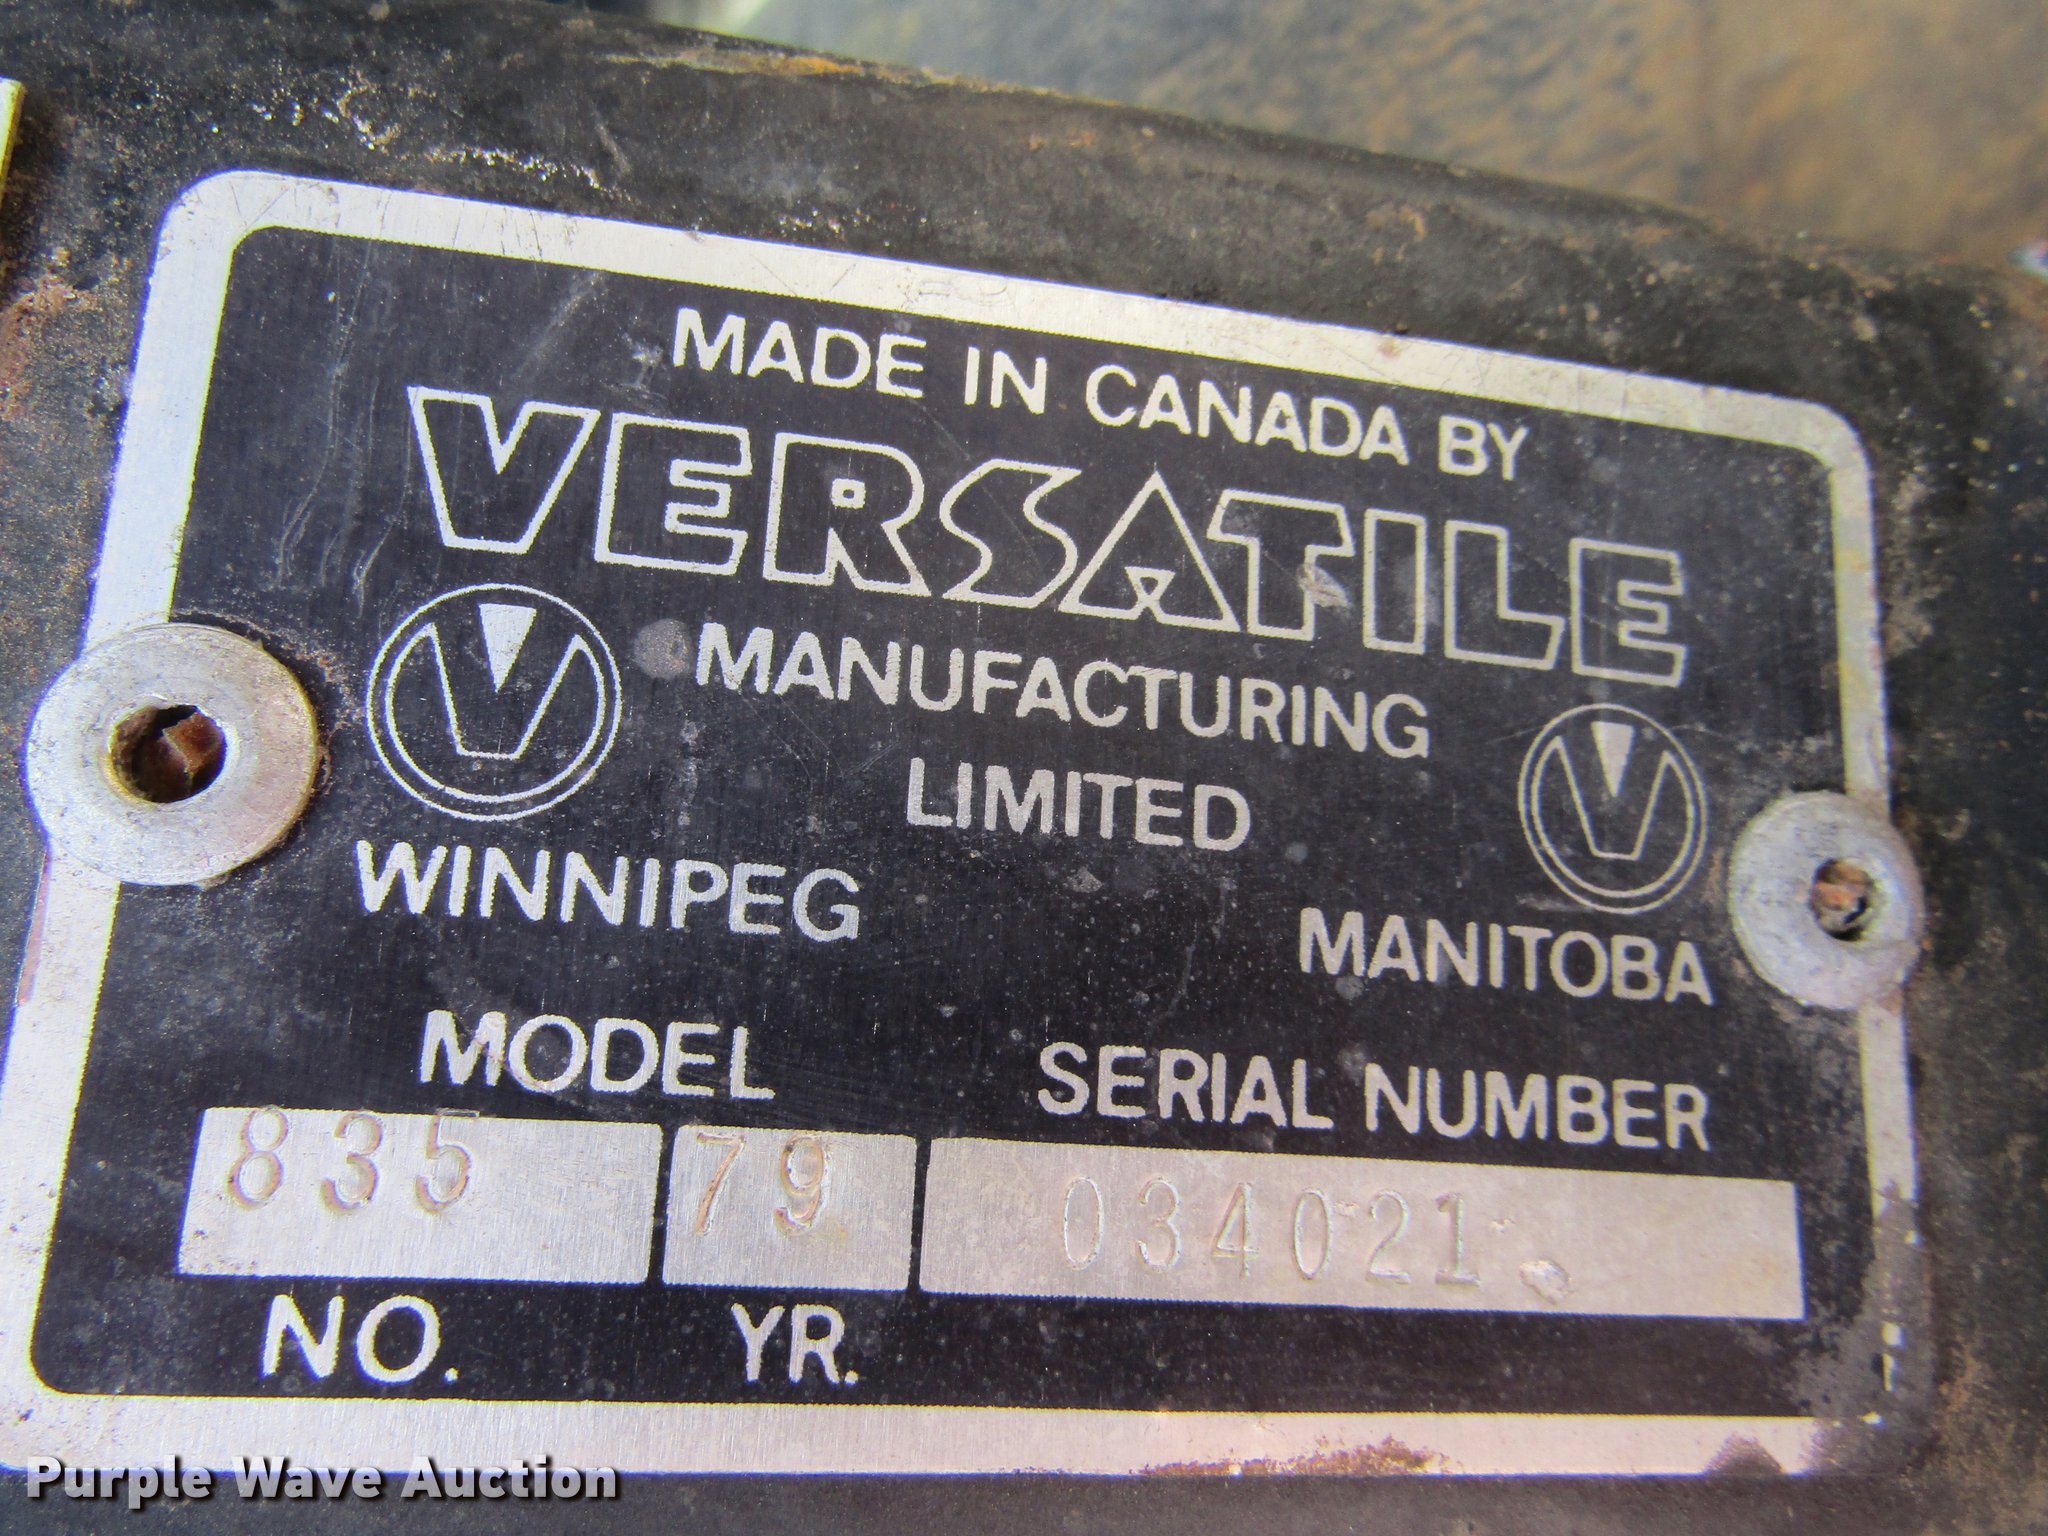 MADE IN CANADA BY
VERSATILE
MANUFACTURING
LIMITED
WINNIPEG MANITOBA
MODEL SERIAL NUMBER
835 79 034021
NO. YR.
Purple Wave Auction